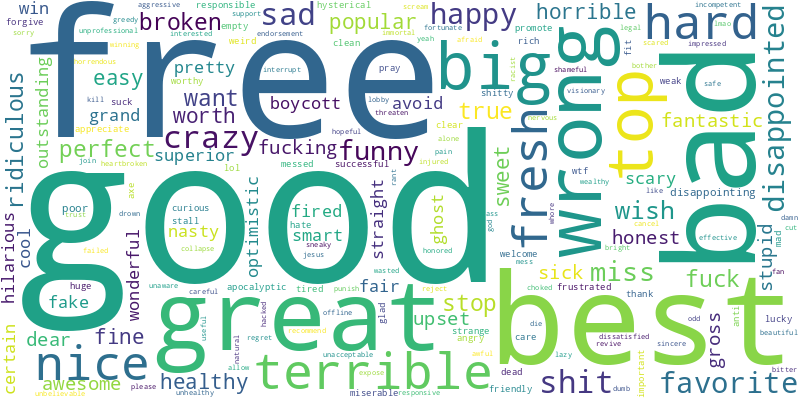 win
greedy
aggressive
responsible
hysterical
support
scream
incompetent
forgive
broken
sad
popular
happy
horrible
hard
sorry
unprofessional
interested
endorsement
fortunate
immortal
legal
lmao
winning
empty
weird
clean
yeah
afraid
promote
rich
fit
scared
impressed
free
big
wrong
top
bad
disappointed
ridiculous
outstanding
horrendous
easy
pretty
worthy
want
kill
suck
boycott
interrupt
pray
lobby
threaten
avoid
shitty
racist
shameful
visionary
bother
weak
safe
grand
worth
true
fresh
nervous
fantastic
appreciate
crazy
hopeful
clear
alone
perfect
fucking
funny
pain
join
heartbroken
superior
messed
successful
injured
lol
rant
sweet
wtf
scary
wealthy
like
disappointing
good
poor
trust
axe
drown
curious
stall
nasty
collapse
optimistic
fired
hate
smart
sneaky
jesus
straight
ghost
honored
ass
god
whore
wish
honest
cancel
bright
effective
stupid
mad
damn
cut
fan
hilarious
cool
failed
huge
fake
wonderful
unaware
careful
apocalyptic
tired
punish
fair
wasted
reject
welcome
mess
choked
sick
frustrated
miss
fuck
thank
anti
lucky
beautiful
great
best
dear
fine
useful
hacked
offline
glad
stop
upset
strange
angry
die
care
odd
sincere
gross
certain
nice
natural
recommend
regret
unacceptable
awful
lazy
dissatisfied
revive
bitter
awesome
healthy
allow
expose
terrible
dead
friendly
shit
dumb
important
favorite
unbelievable
please
unhealthy
miserable
responsive